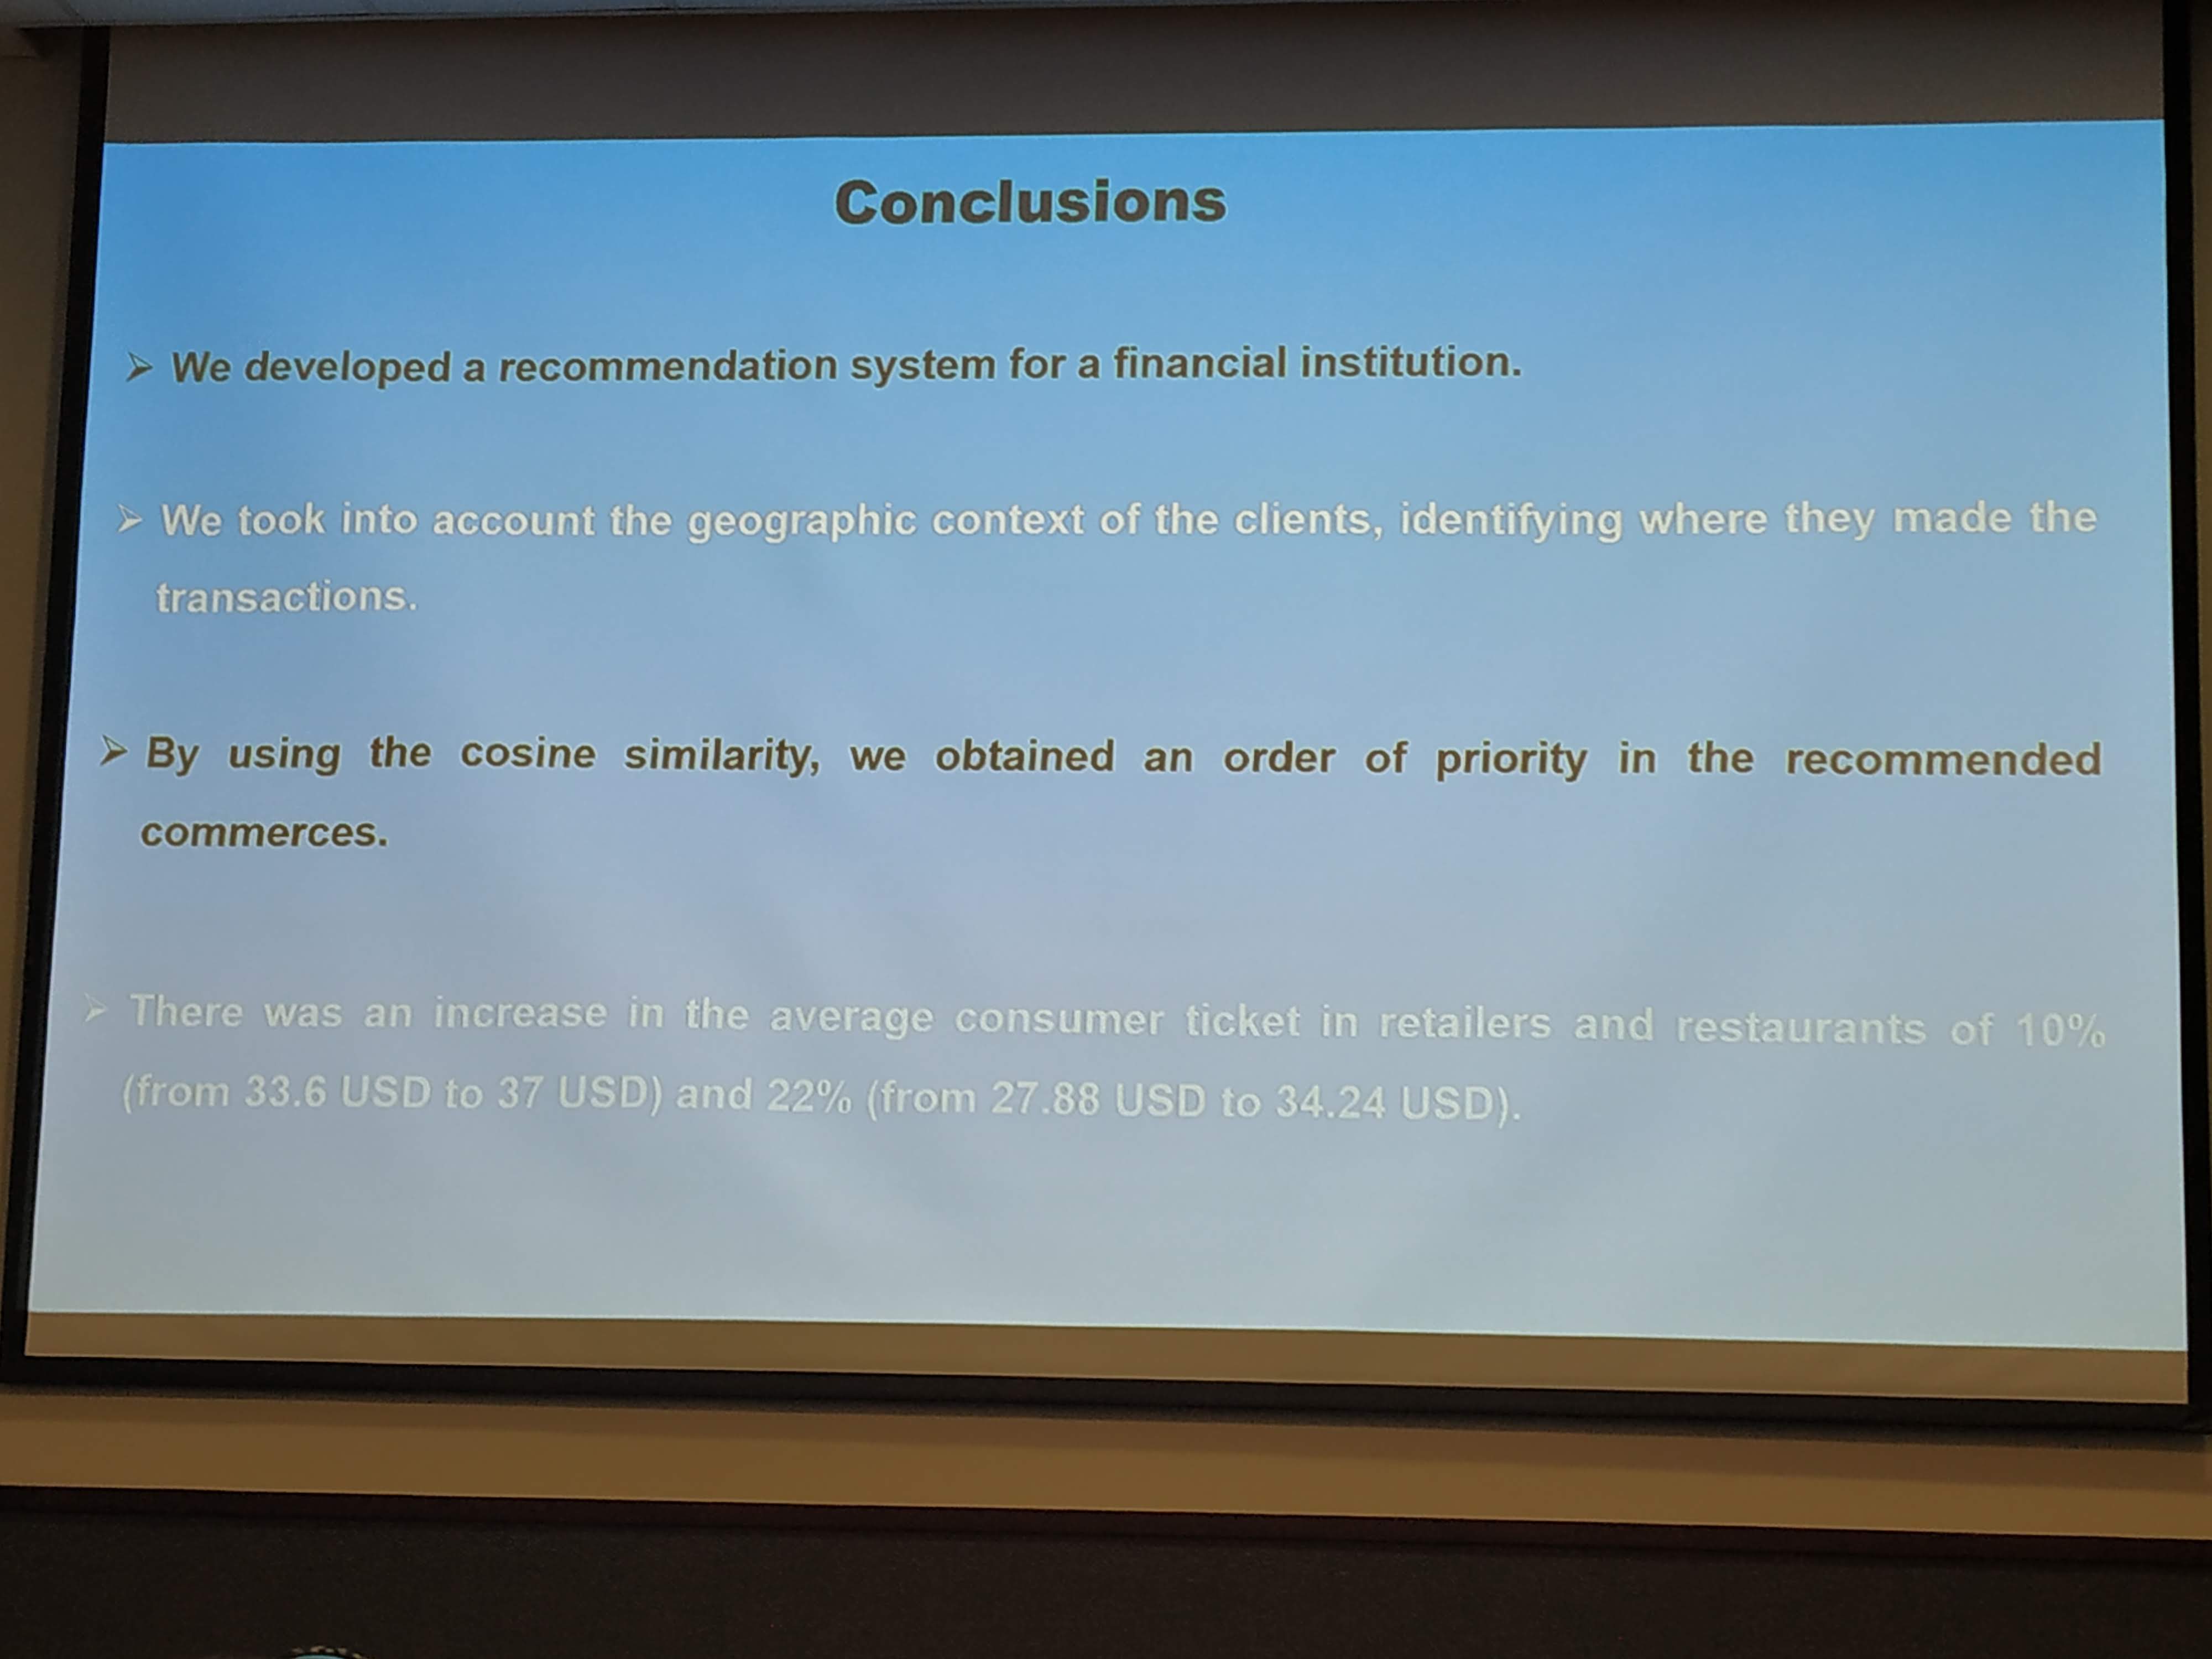 Conclusions
➢ We developed a recommendation system for a financial institution.
➢ We took into account the geographic context of the clients, identifying where they made the
transactions.
➢ By using the cosine similarity, we obtained an order of priority in the recommended
commerces.
➢ There was an increase in the average consumer ticket in retailers and restaurants of 10%
(from 33.6 USD to 37 USD) and 22% (from 27.88 USD to 34.24 USD).